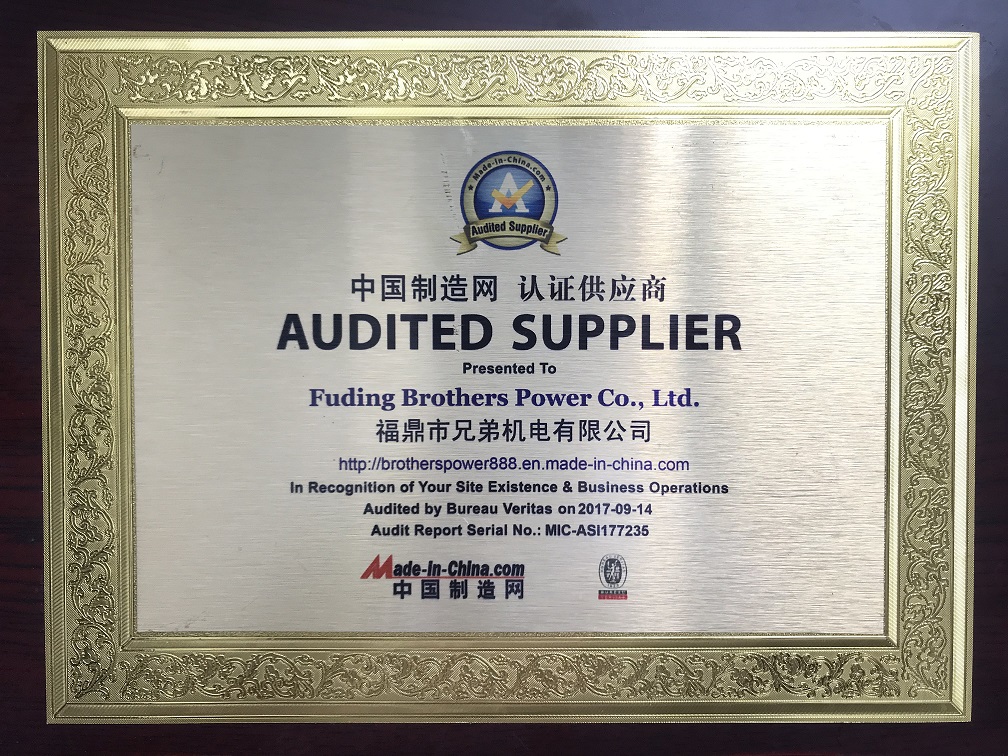 Made-in-China.com
A
Audited Supplier
中国制造网 认证供应商
AUDITED SUPPLIER
Presented To
Fuding Brothers Power Co., Ltd.
福鼎市兄弟机电有限公司
http://brotherspower888.en.made-in-china.com
In Recognition of Your Site Existence & Business Operations
Audited by Bureau Veritas on 2017-09-14
Audit Report Serial No.: MIC-ASI177235
Made-in-China.com
中国制造网